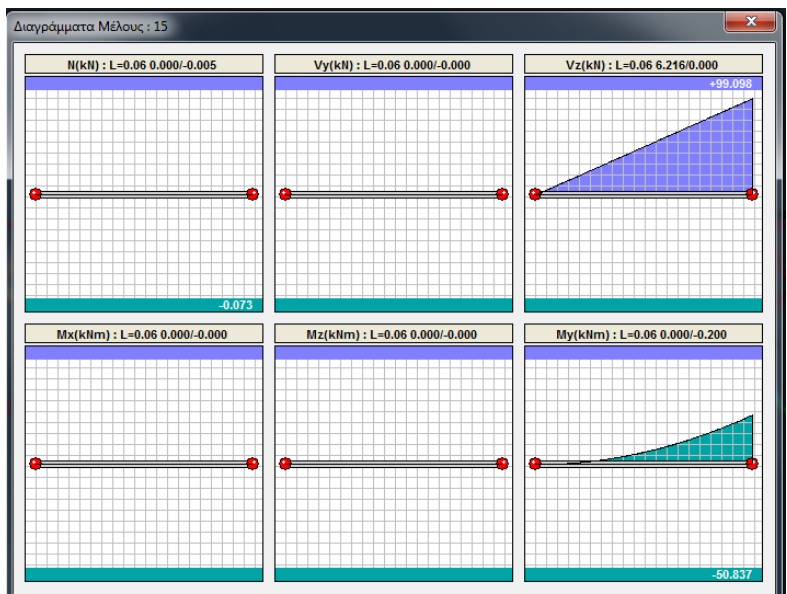 Διαγράμματα Μέλους : 15
N(kN) : L=0.06 0.000/-0.005
Vy(kN) : L=0.06 0.000/-0.000
Vz(kN) : L=0.06 6.216/0.000
+99.098
-0.073
Mx(kNm) : L=0.06 0.000/-0.000
Mz(kNm) : L=0.06 0.000/-0.000
My(kNm) : L=0.06 0.000/-0.200
-50.837